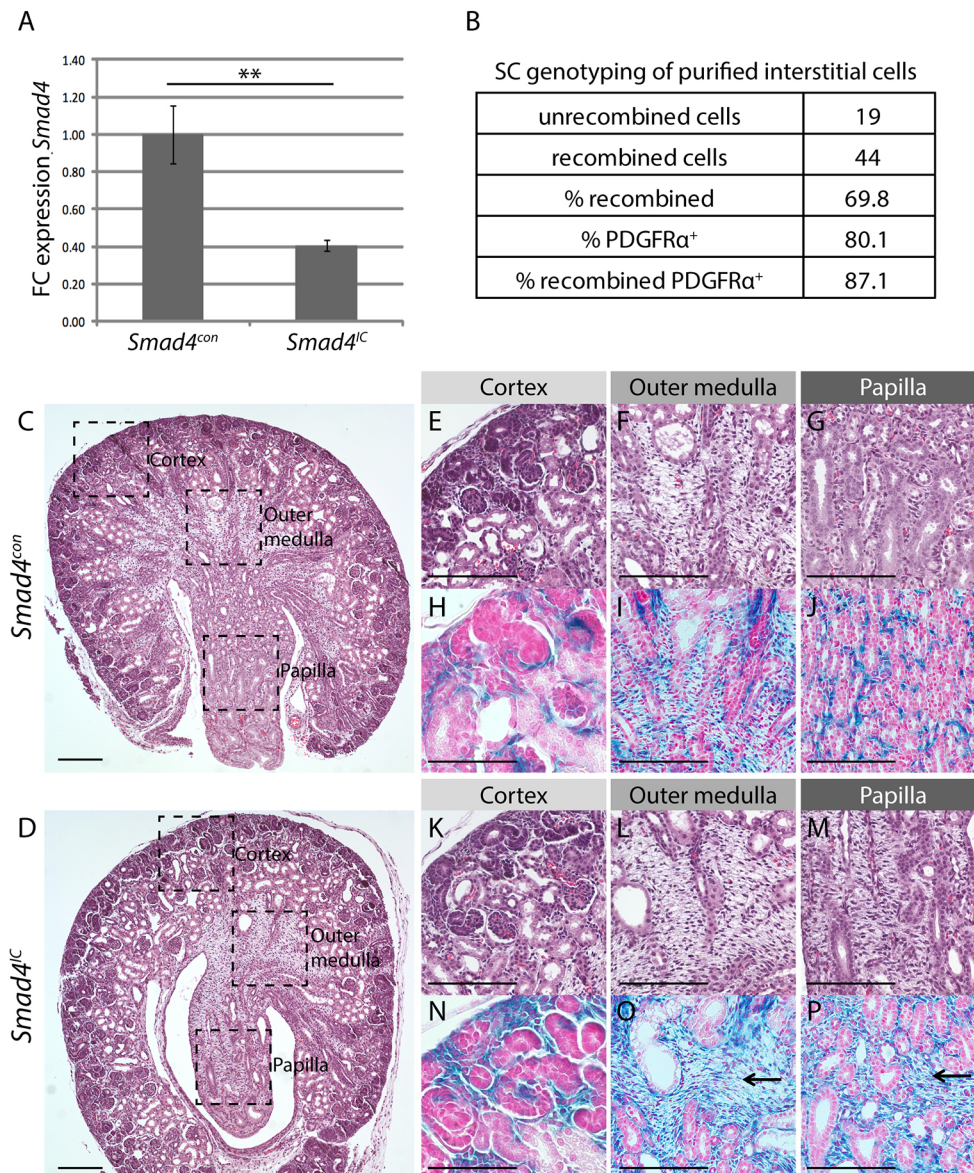 A
FC expression Smad4
1.40
1.20
1.00
0.80
0.60
0.40
0.20
0.00
**
Smad4con
Smad4IC
B
SC genotyping of purified interstitial cells
unrecombined cells 19
recombined cells 44
% recombined 69.8
% PDGFRα+ 80.1
% recombined PDGFRα+ 87.1
Smad4con
C
Cortex
Outer
medulla
Papilla
Cortex Outer medulla Papilla
E F G
H I J
Smad4IC
D
Cortex
Outer
medulla
Papilla
Cortex Outer medulla Papilla
K L M
N O P